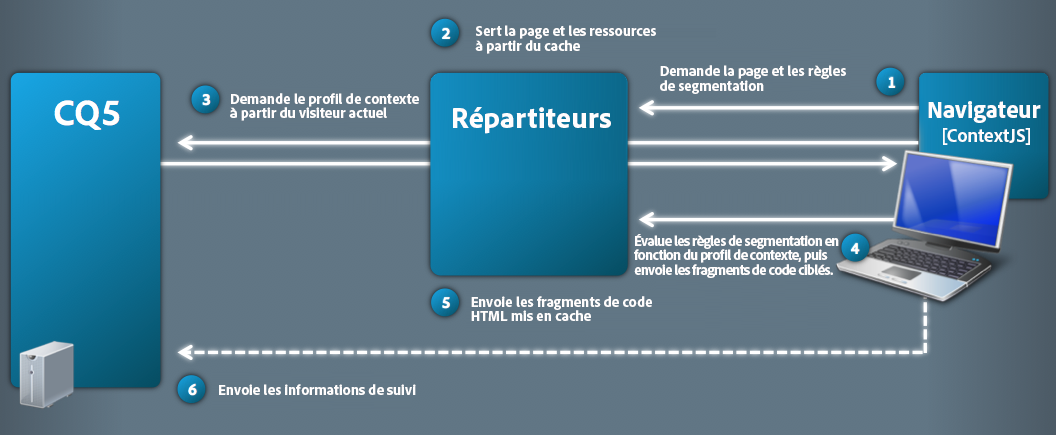 2
Sert la page et les ressources
à partir du cache
Demande la page et les règles
de segmentation
1
CQ5
3
Demande le profil de contexte
à partir du visiteur actuel
Répartiteurs
Navigateur
[ContextJS]
Évalue les règles de segmentation en
fonction du profil de contexte, puis
envoie les fragments de code ciblés.
4
5
Envoie les fragments de code
HTML mis en cache
6
Envoie les informations de suivi